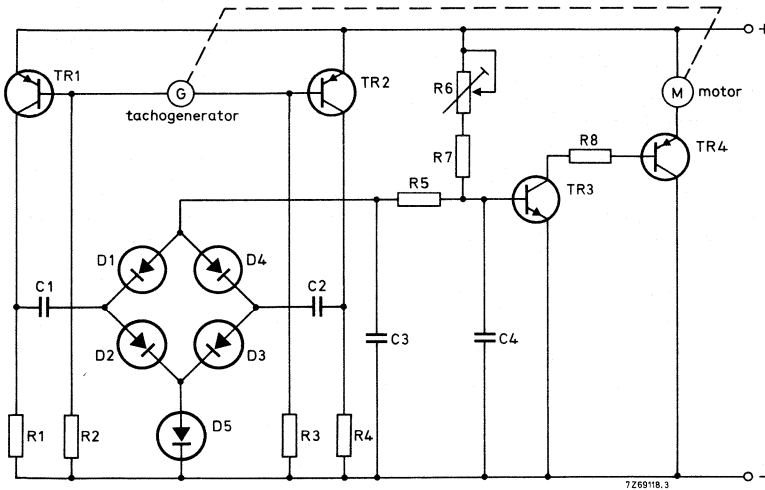 +
TR1
G
tachogenerator
TR2
R6
M motor
R7
R8
TR4
R5
TR3
D1
D4
C1
C2
D2
D3
C3
C4
R1
R2
D5
R3
R4
7Z69118.3
−